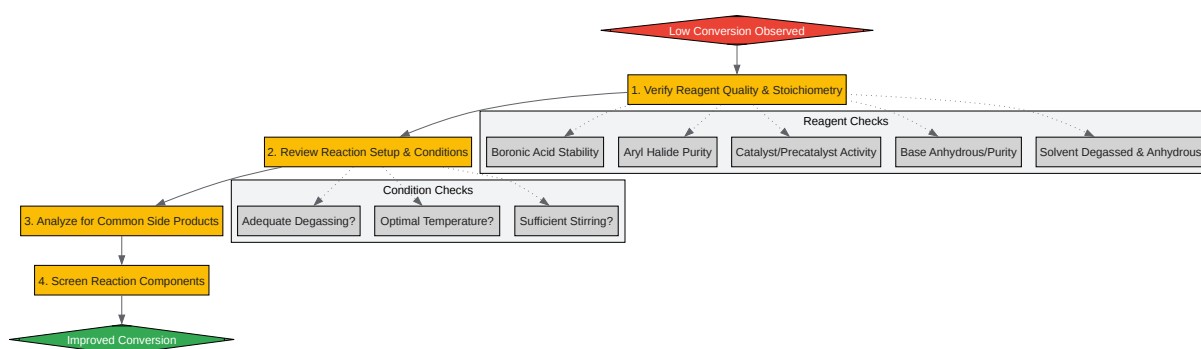 Low Conversion Observed
1. Verify Reagent Quality & Stoichiometry
Reagent Checks
Boronic Acid Stability
Aryl Halide Purity
Catalyst/Precatalyst Activity
Base Anhydrous/Purity
Solvent Degassed & Anhydrous
2. Review Reaction Setup & Conditions
Condition Checks
Adequate Degassing?
Optimal Temperature?
Sufficient Stirring?
3. Analyze for Common Side Products
4. Screen Reaction Components
Improved Conversion